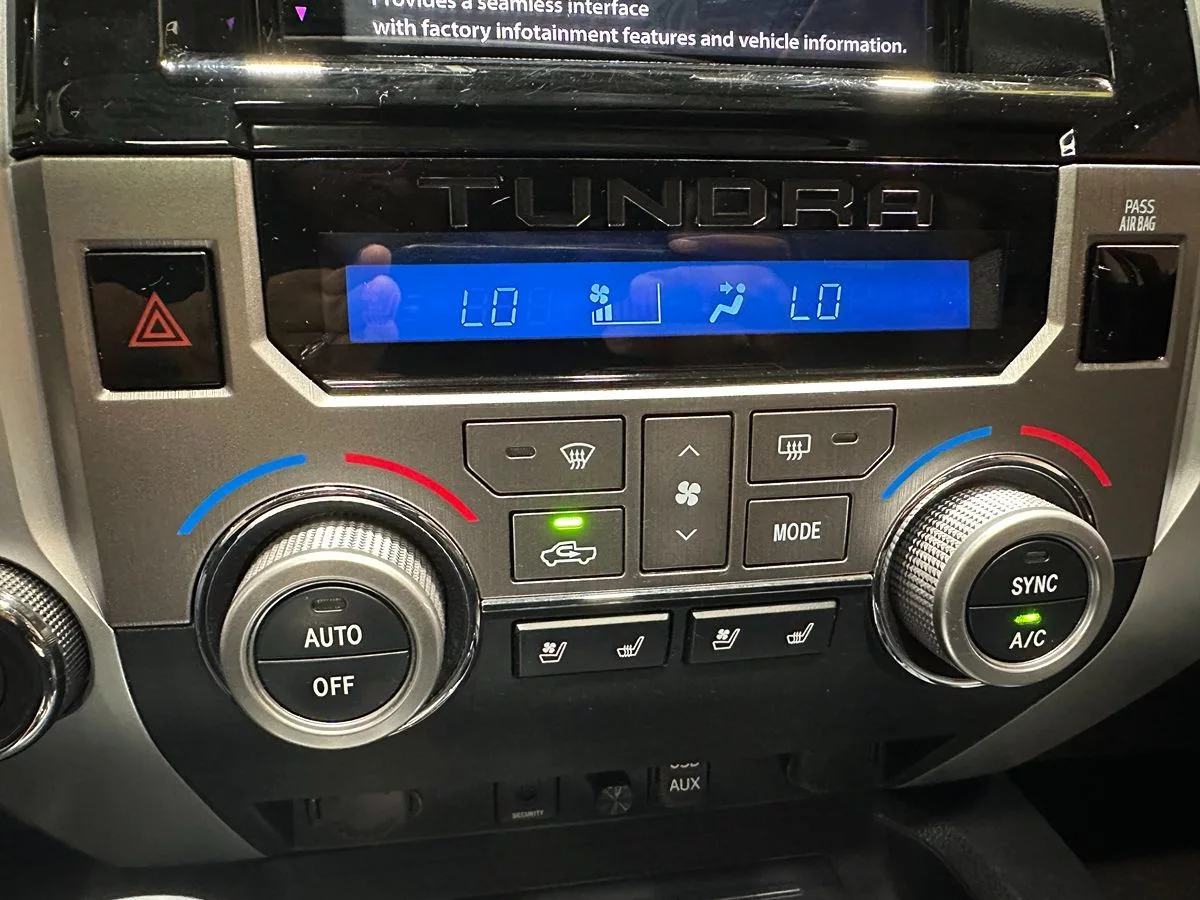 Provides a seamless interface
with factory infotainment features and vehicle information.
TUNDRA
PASS
AIR BAG
LO
LO
MODE
AUTO
OFF
SYNC
A/C
USB
AUX
SECURITY